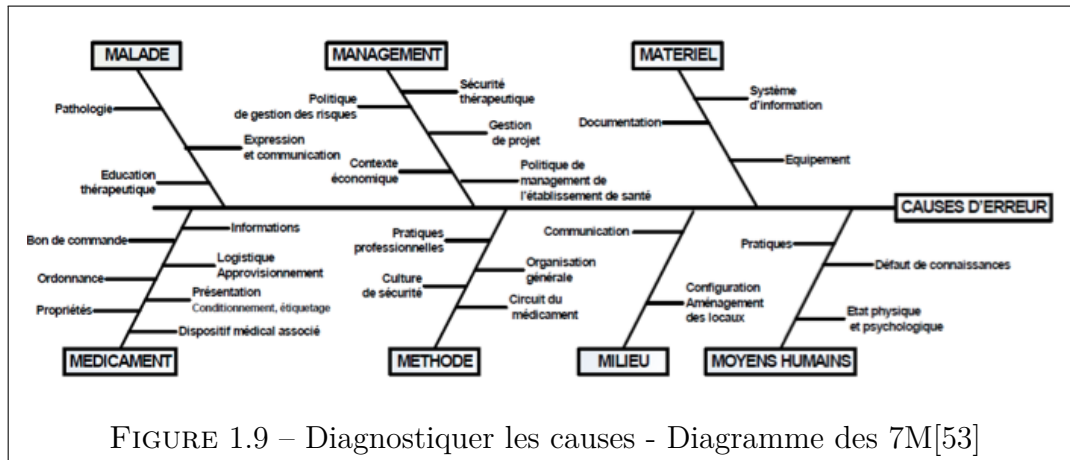 MALADE
MANAGEMENT
MATERIEL
Pathologie
Expression
et communication
Education
thérapeutique
Politique
de gestion des risques
Sécurité
thérapeutique
Gestion
de projet
Contexte
économique
Politique de
management de
l'établissement de santé
Système
d'information
Documentation
Equipement
CAUSES D'ERREUR
Informations
Bon de commande
Logistique
Approvisionnement
Ordonnance
Présentation
Conditionnement, étiquetage
Propriétés
Dispositif médical associé
Pratiques
professionnelles
Organisation
générale
Culture
de sécurité
Circuit du
médicament
Communication
Configuration
Aménagement
des locaux
Pratiques
Défaut de connaissances
Etat physique
et psychologique
MEDICAMENT
METHODE
MILIEU
MOYENS HUMAINS
FIGURE 1.9 – Diagnostiquer les causes - Diagramme des 7M[53]